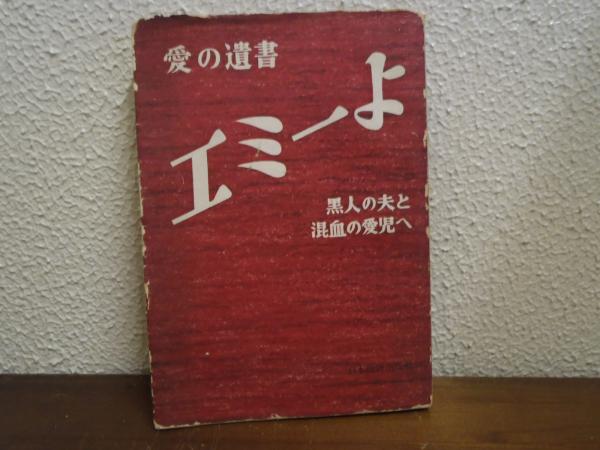 愛の遺書
エミーよ
黒人の夫と
混血の愛児へ